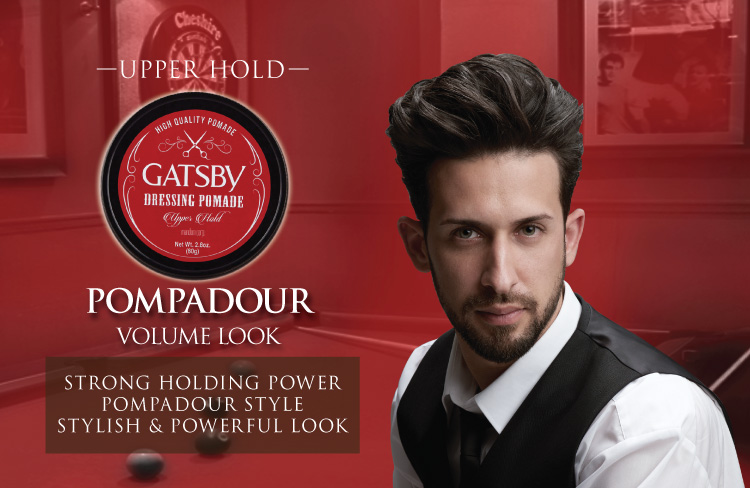 Cheshire
—UPPER HOLD—
HIGH QUALITY POMADE
GATSBY
DRESSING POMADE
Upper Hold
Net Wt. 2.8oz.
(80g)
POMPADOUR
VOLUME LOOK
STRONG HOLDING POWER
POMPADOUR STYLE
STYLISH & POWERFUL LOOK